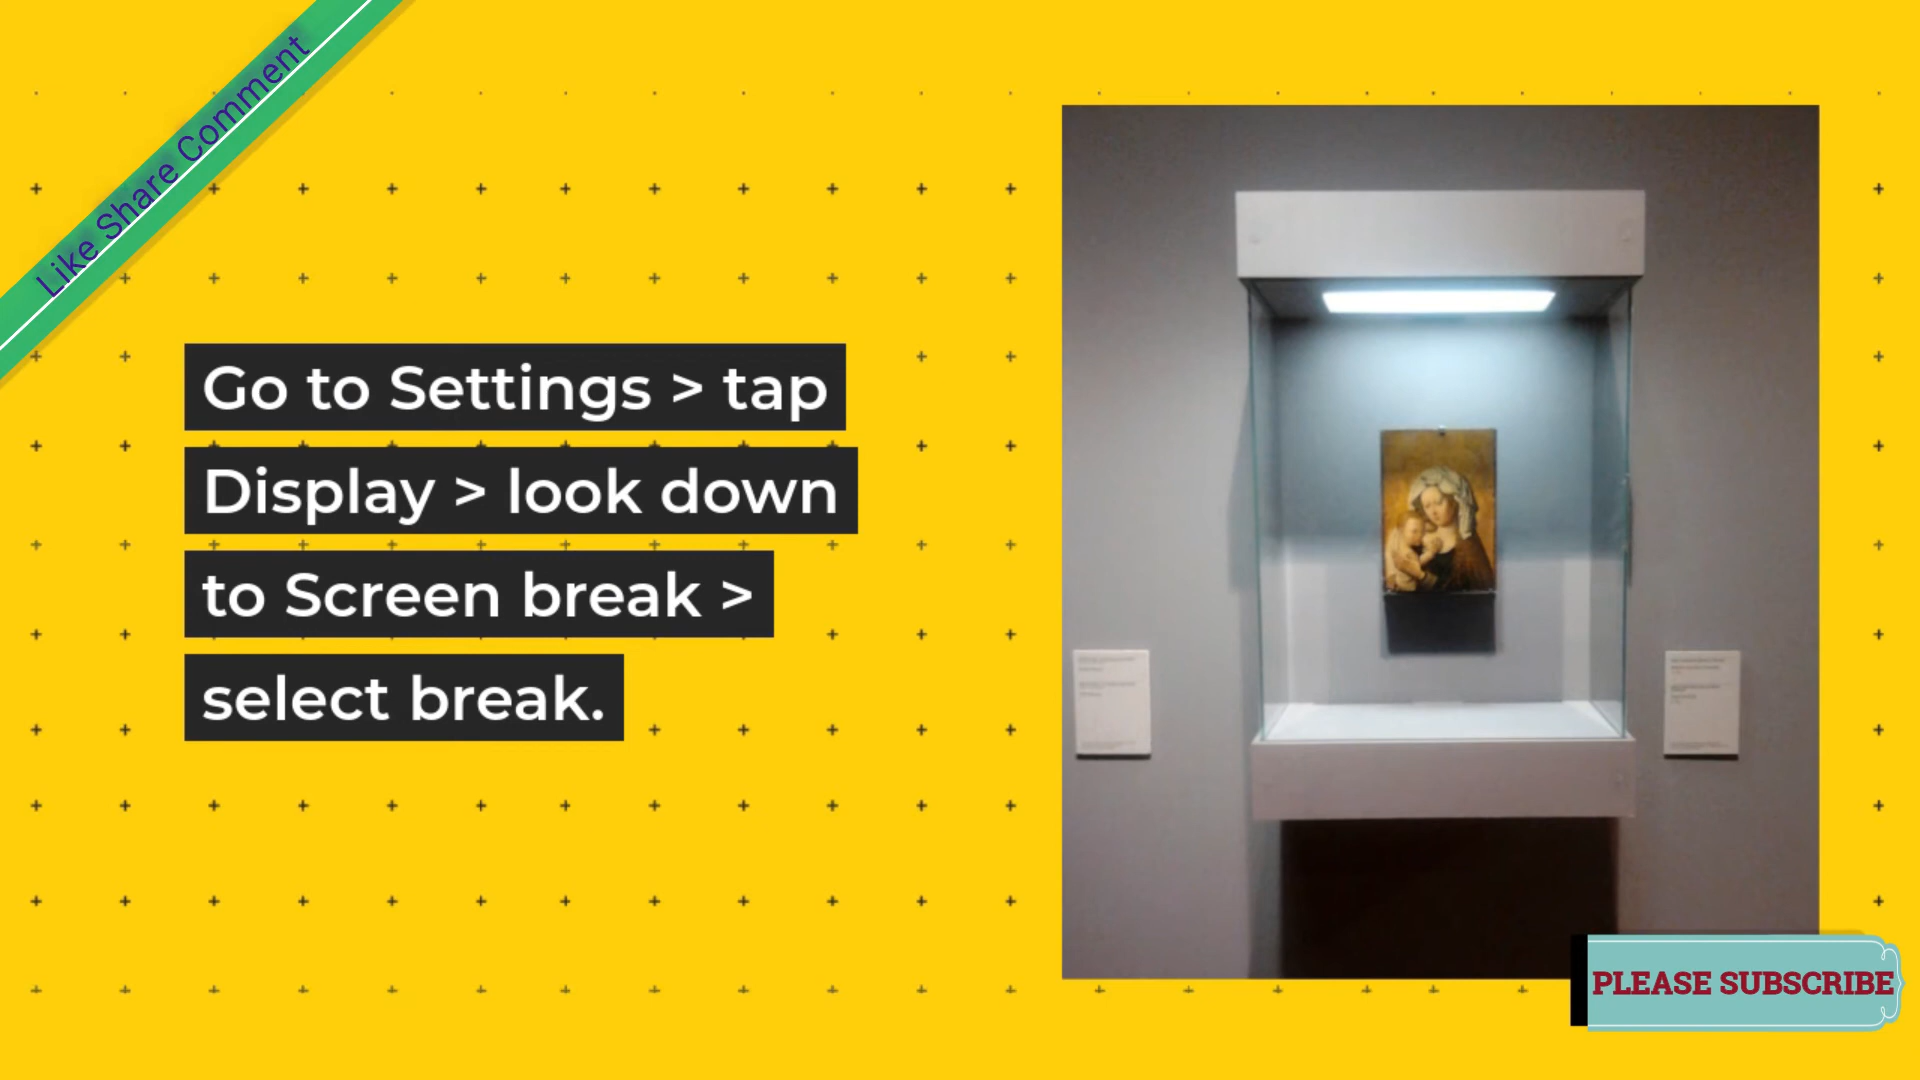 Like Share Comment
Go to Settings > tap
Display > look down
to Screen break >
select break.
PLEASE SUBSCRIBE